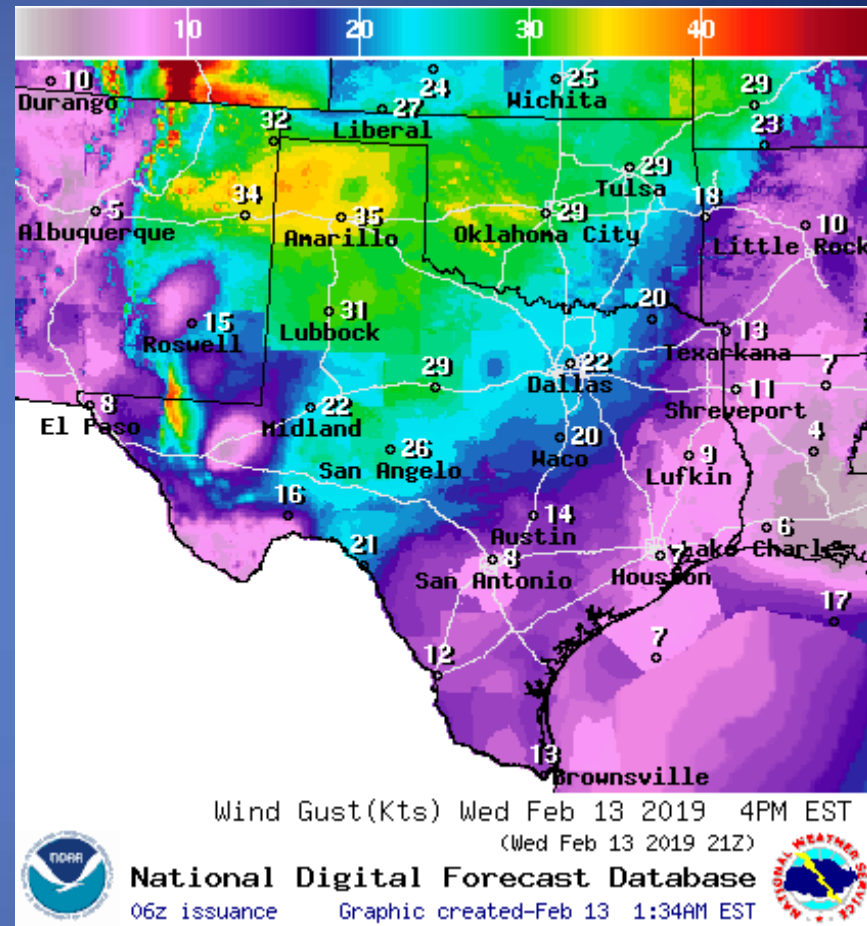 10 20 30 40
10 24 25 29
Durango Wichita
27
Liberal 23
32
29
Tulsa
5 34 35 29 18 10
Albuquerque Amarillo Oklahoma City Little Rock
15 31 20 13
Roswell Lubbock Texarkana
22
29 Dallas 11 7
8 22 Shreveport
El Paso Midland 20 4
26 Waco 9
San Angelo Lufkin
16 14 6
Austin
21 8 7 Lake Charles
San Antonio Houston
17
12 7
13
Brownsville
Wind Gust(Kts) Wed Feb 13 2019 4PM EST
(Wed Feb 13 2019 21Z)
NOAA
National Digital Forecast Database
06z issuance Graphic created-Feb 13 1:34AM EST
NATIONAL WEATHER SERVICE